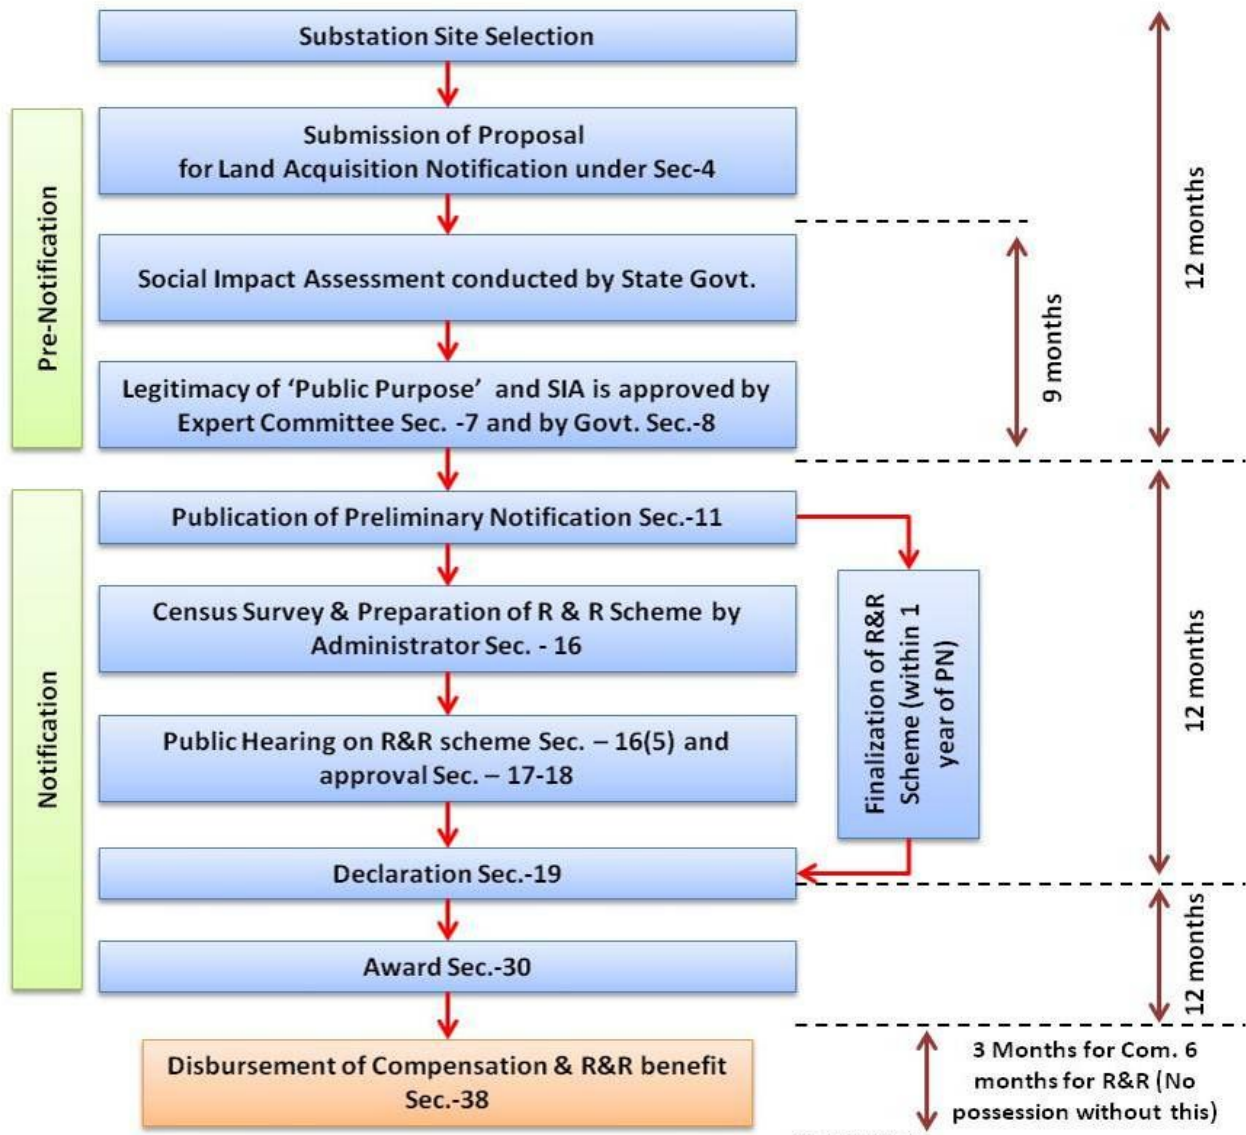 Substation Site Selection
Submission of Proposal
for Land Acquisition Notification under Sec-4
Social Impact Assessment conducted by State Govt.
Legitimacy of ‘Public Purpose’ and SIA is approved by
Expert Committee Sec. -7 and by Govt. Sec.-8
Pre-Notification
9 months
12 months
Publication of Preliminary Notification Sec.-11
Census Survey & Preparation of R & R Scheme by
Administrator Sec. - 16
Public Hearing on R&R scheme Sec. – 16(5) and
approval Sec. – 17-18
Declaration Sec.-19
Award Sec.-30
Notification
Finalization of R&R
Scheme (within 1
year of PN)
12 months
12 months
Disbursement of Compensation & R&R benefit
Sec.-38
3 Months for Com. 6
months for R&R (No
possession without this)